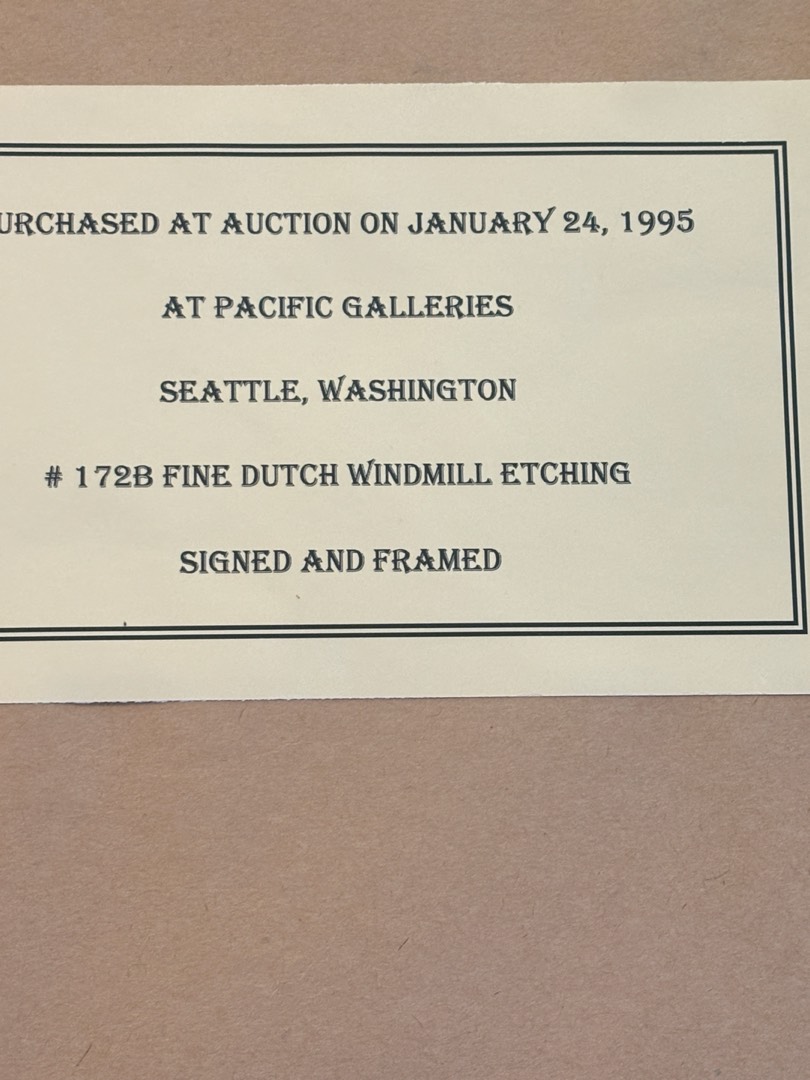 URCHASED AT AUCTION ON JANUARY 24, 1995
AT PACIFIC GALLERIES
SEATTLE, WASHINGTON
# 172B FINE DUTCH WINDMILL ETCHING
SIGNED AND FRAMED